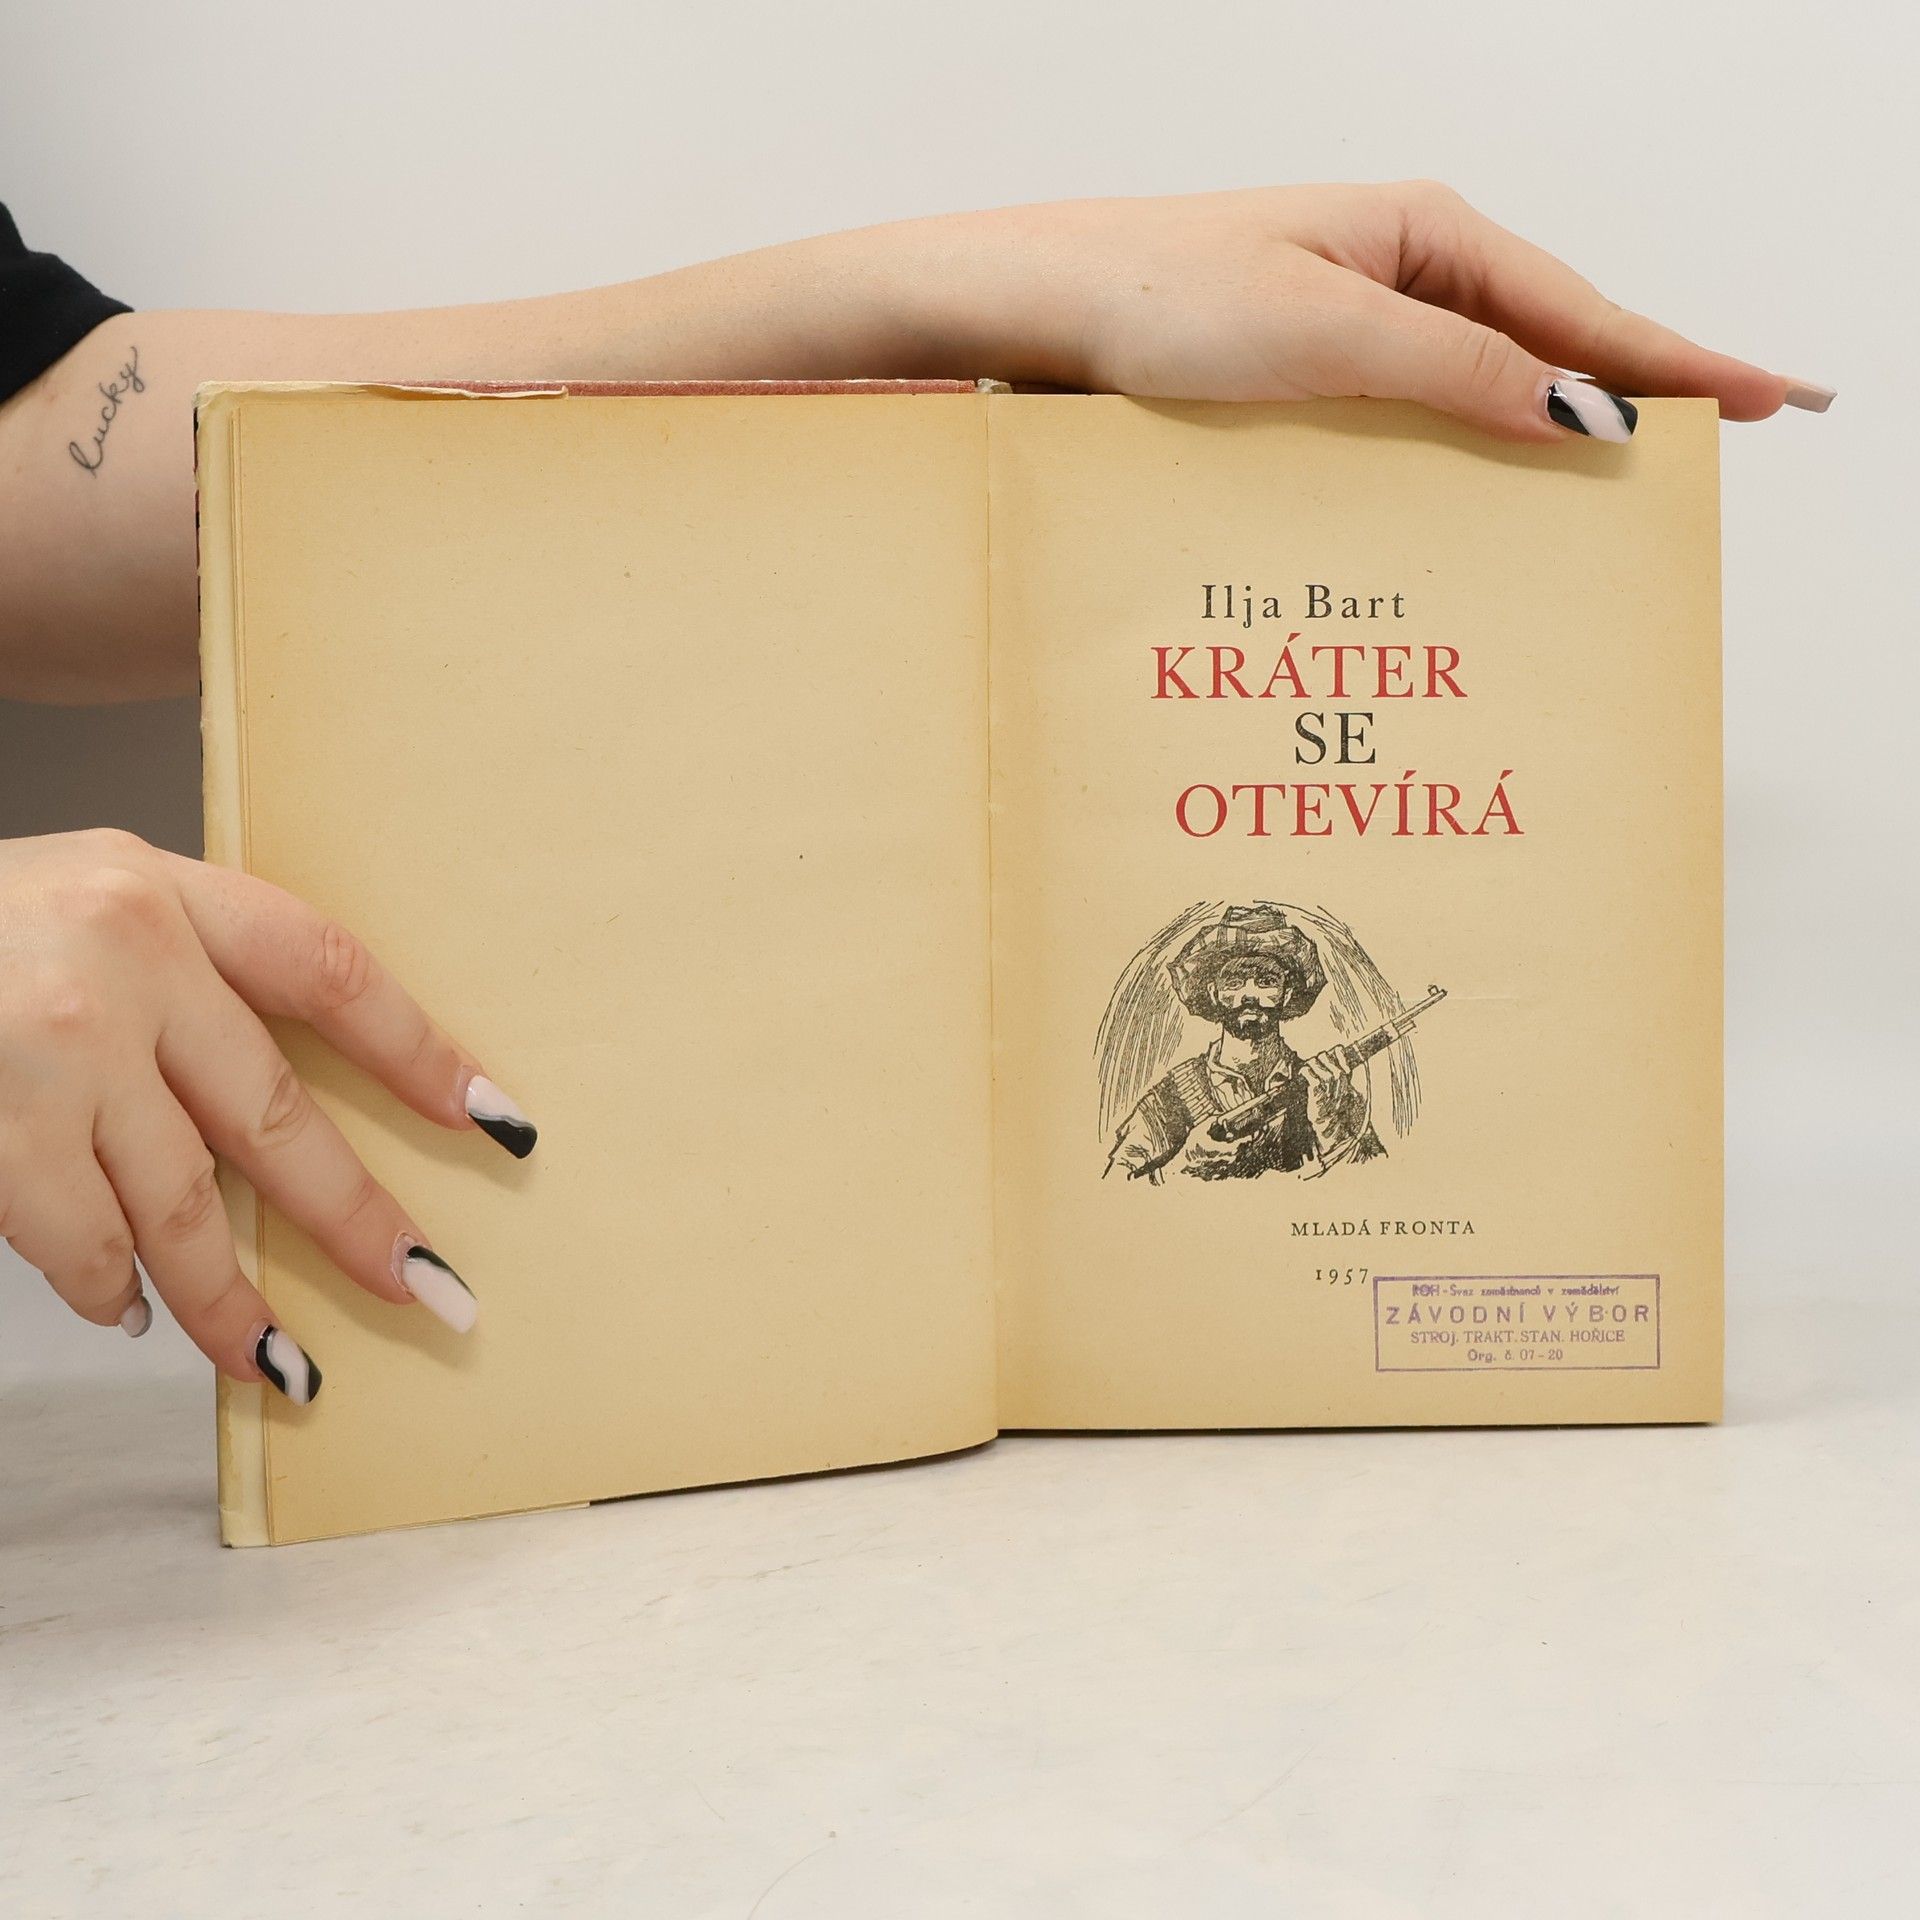 lucky
Ilja Bart
KRÁTER
SE
OTEVÍRÁ
MLADÁ FRONTA
1957
ROH - Svaz zaměstnanců v zemědělství
ZÁVODNÍ VÝBOR
STROJ. TRAKT. STAN. HOŘICE
Org. č. 07-20